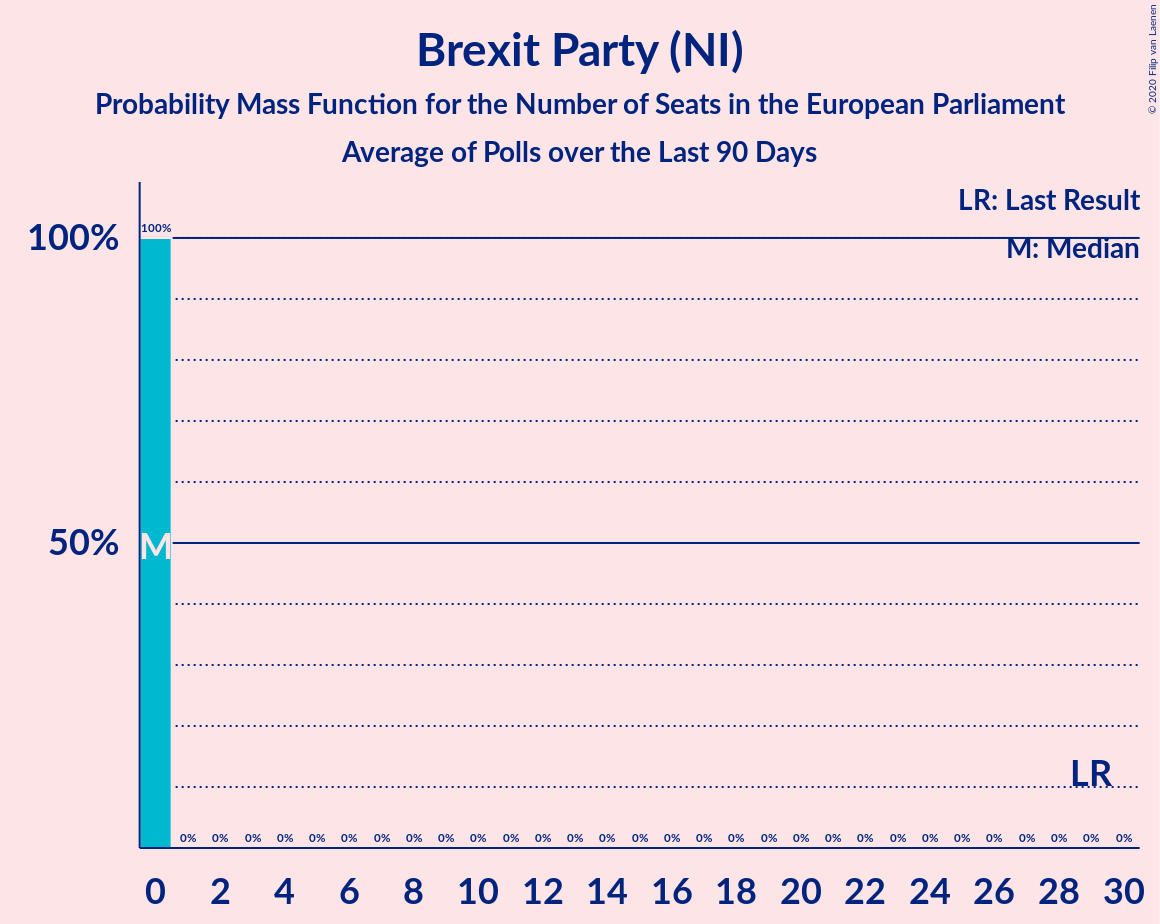 Brexit Party (NI)
Probability Mass Function for the Number of Seats in the European Parliament
Average of Polls over the Last 90 Days
© 2020 Filip van Laenen
LR: Last Result
M: Median
100%
50%
100%
M
LR
0% 0% 0% 0% 0% 0% 0% 0% 0% 0% 0% 0% 0% 0% 0% 0% 0% 0% 0% 0% 0% 0% 0% 0% 0% 0% 0% 0% 0% 0%
0 2 4 6 8 10 12 14 16 18 20 22 24 26 28 30